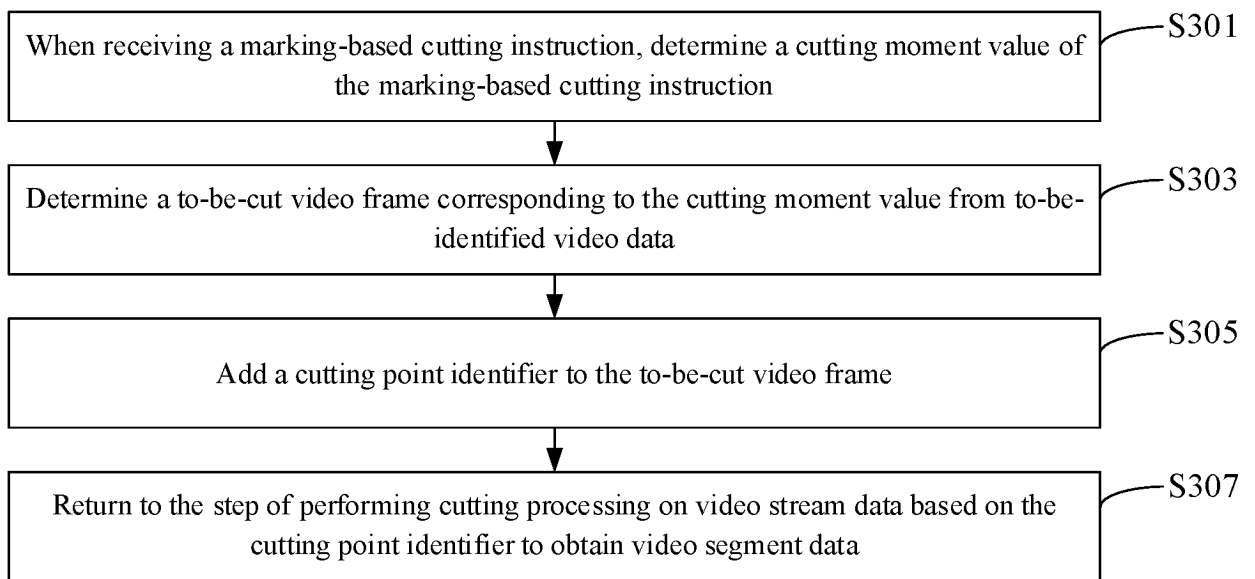 When receiving a marking-based cutting instruction, determine a cutting moment value of
the marking-based cutting instruction
S301
Determine a to-be-cut video frame corresponding to the cutting moment value from to-be-
identified video data
S303
Add a cutting point identifier to the to-be-cut video frame
S305
Return to the step of performing cutting processing on video stream data based on the
cutting point identifier to obtain video segment data
S307